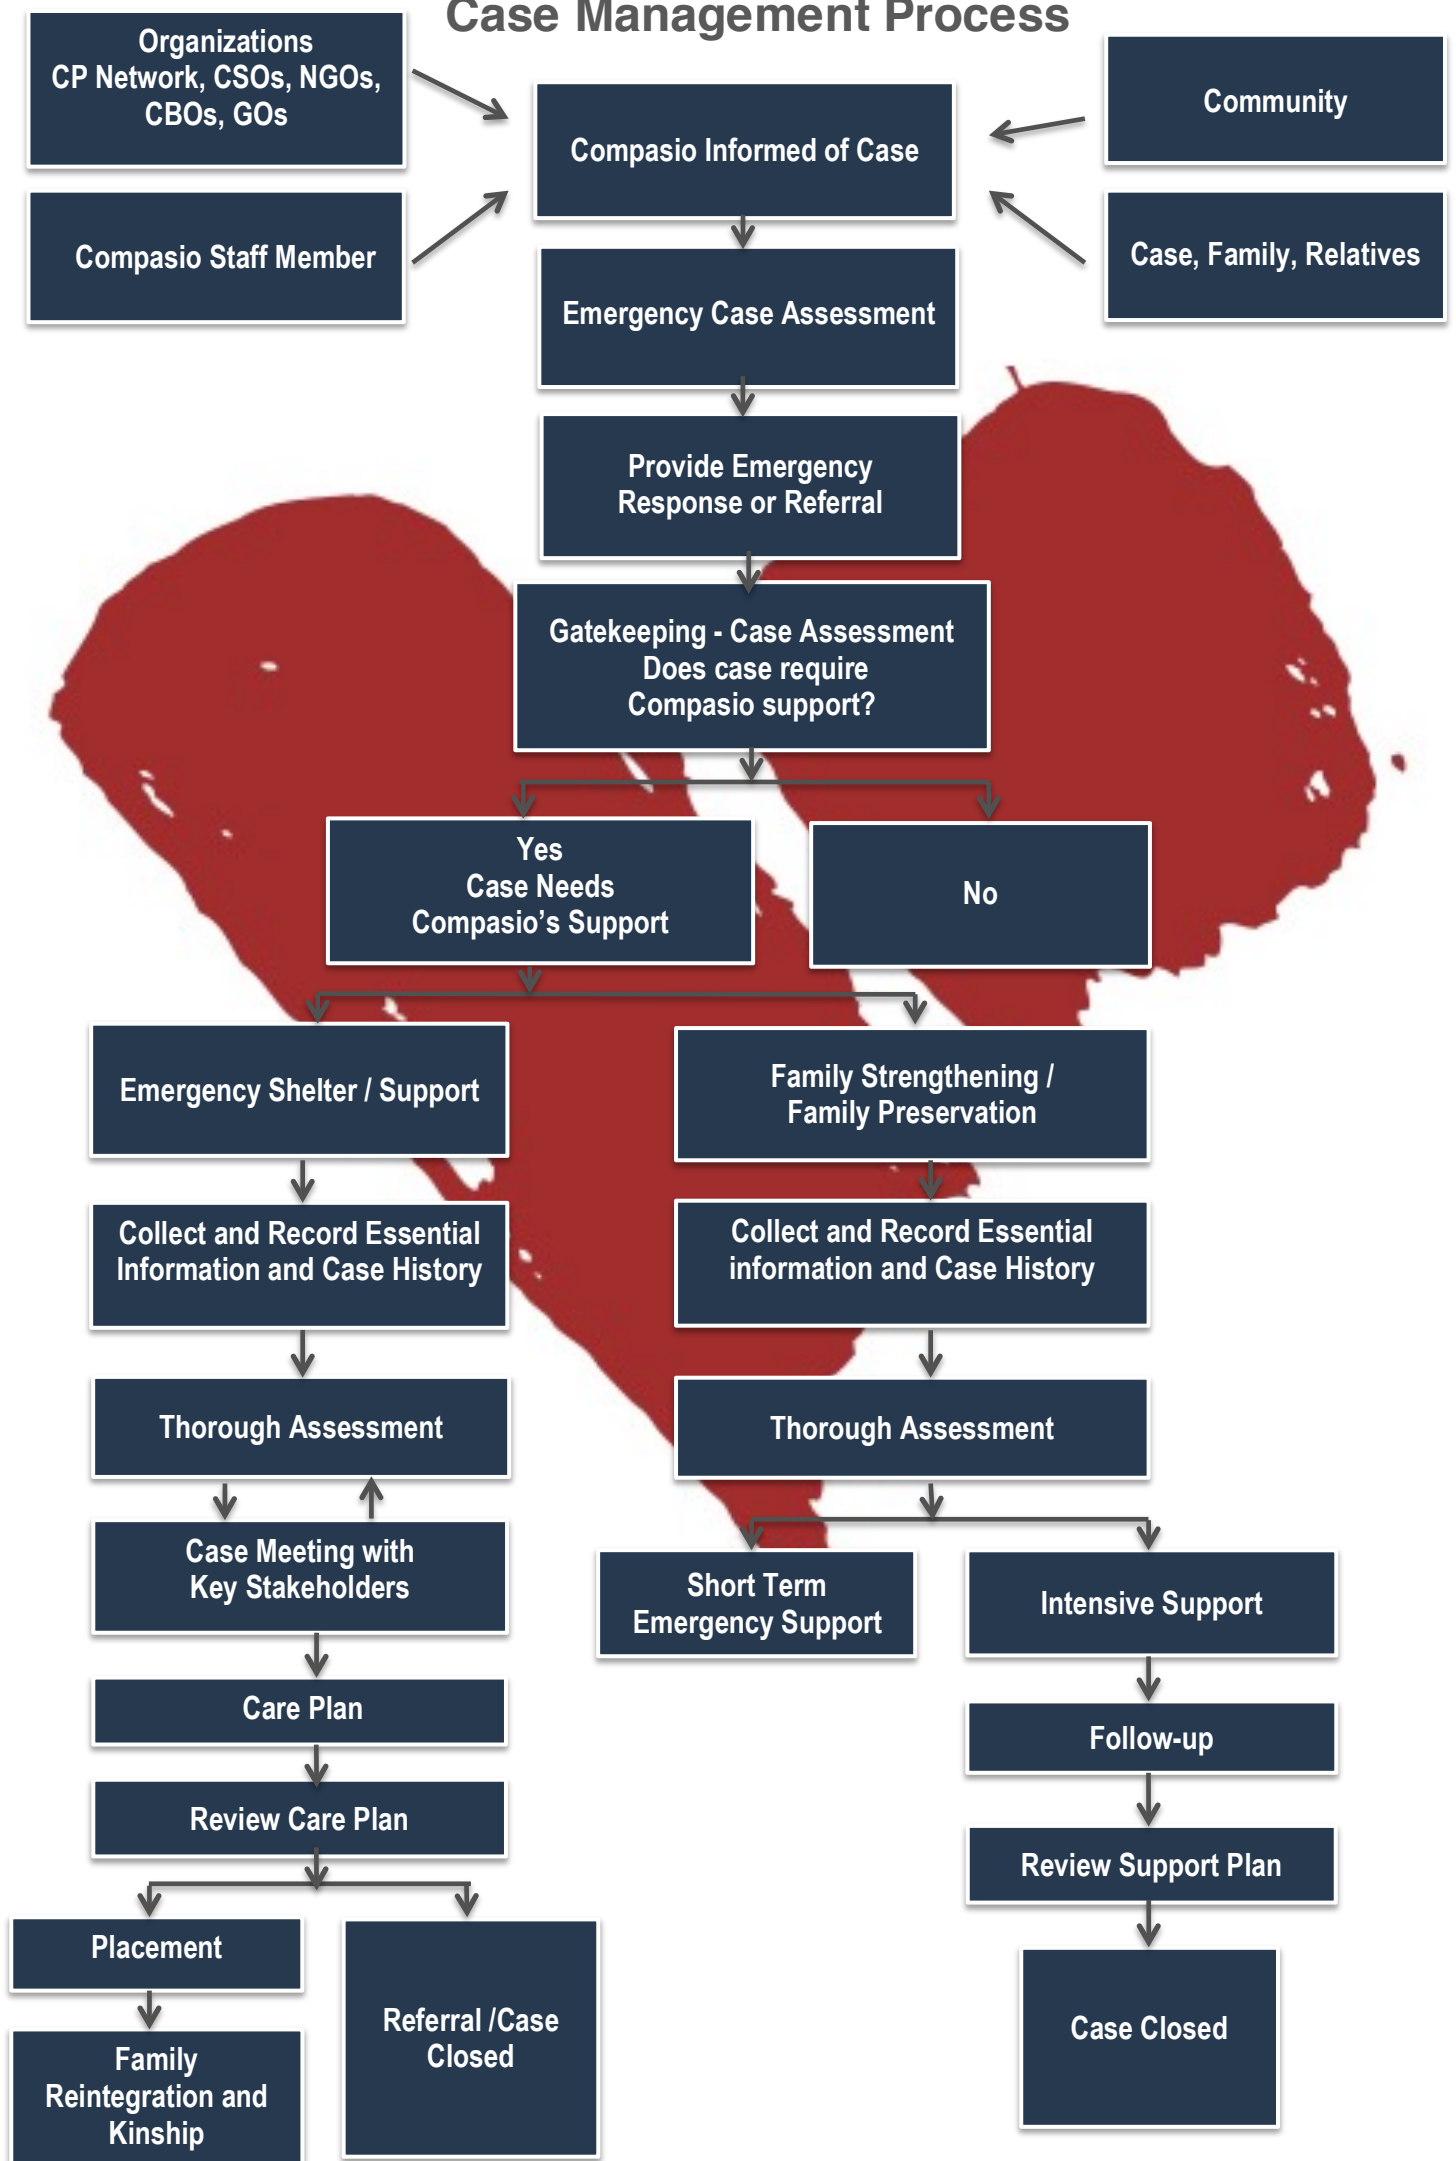 Case Management Process
Organizations
CP Network, CSOs, NGOs,
CBOs, GOs
Community
Compasio Informed of Case
Compasio Staff Member
Case, Family, Relatives
Emergency Case Assessment
Provide Emergency
Response or Referral
Gatekeeping - Case Assessment
Does case require
Compasio support?
Yes
Case Needs
Compasio’s Support
No
Emergency Shelter / Support
Family Strengthening /
Family Preservation
Collect and Record Essential
Information and Case History
Collect and Record Essential
information and Case History
Thorough Assessment
Thorough Assessment
Case Meeting with
Key Stakeholders
Short Term
Emergency Support
Intensive Support
Care Plan
Follow-up
Review Care Plan
Review Support Plan
Placement
Referral /Case
Closed
Case Closed
Family
Reintegration and
Kinship